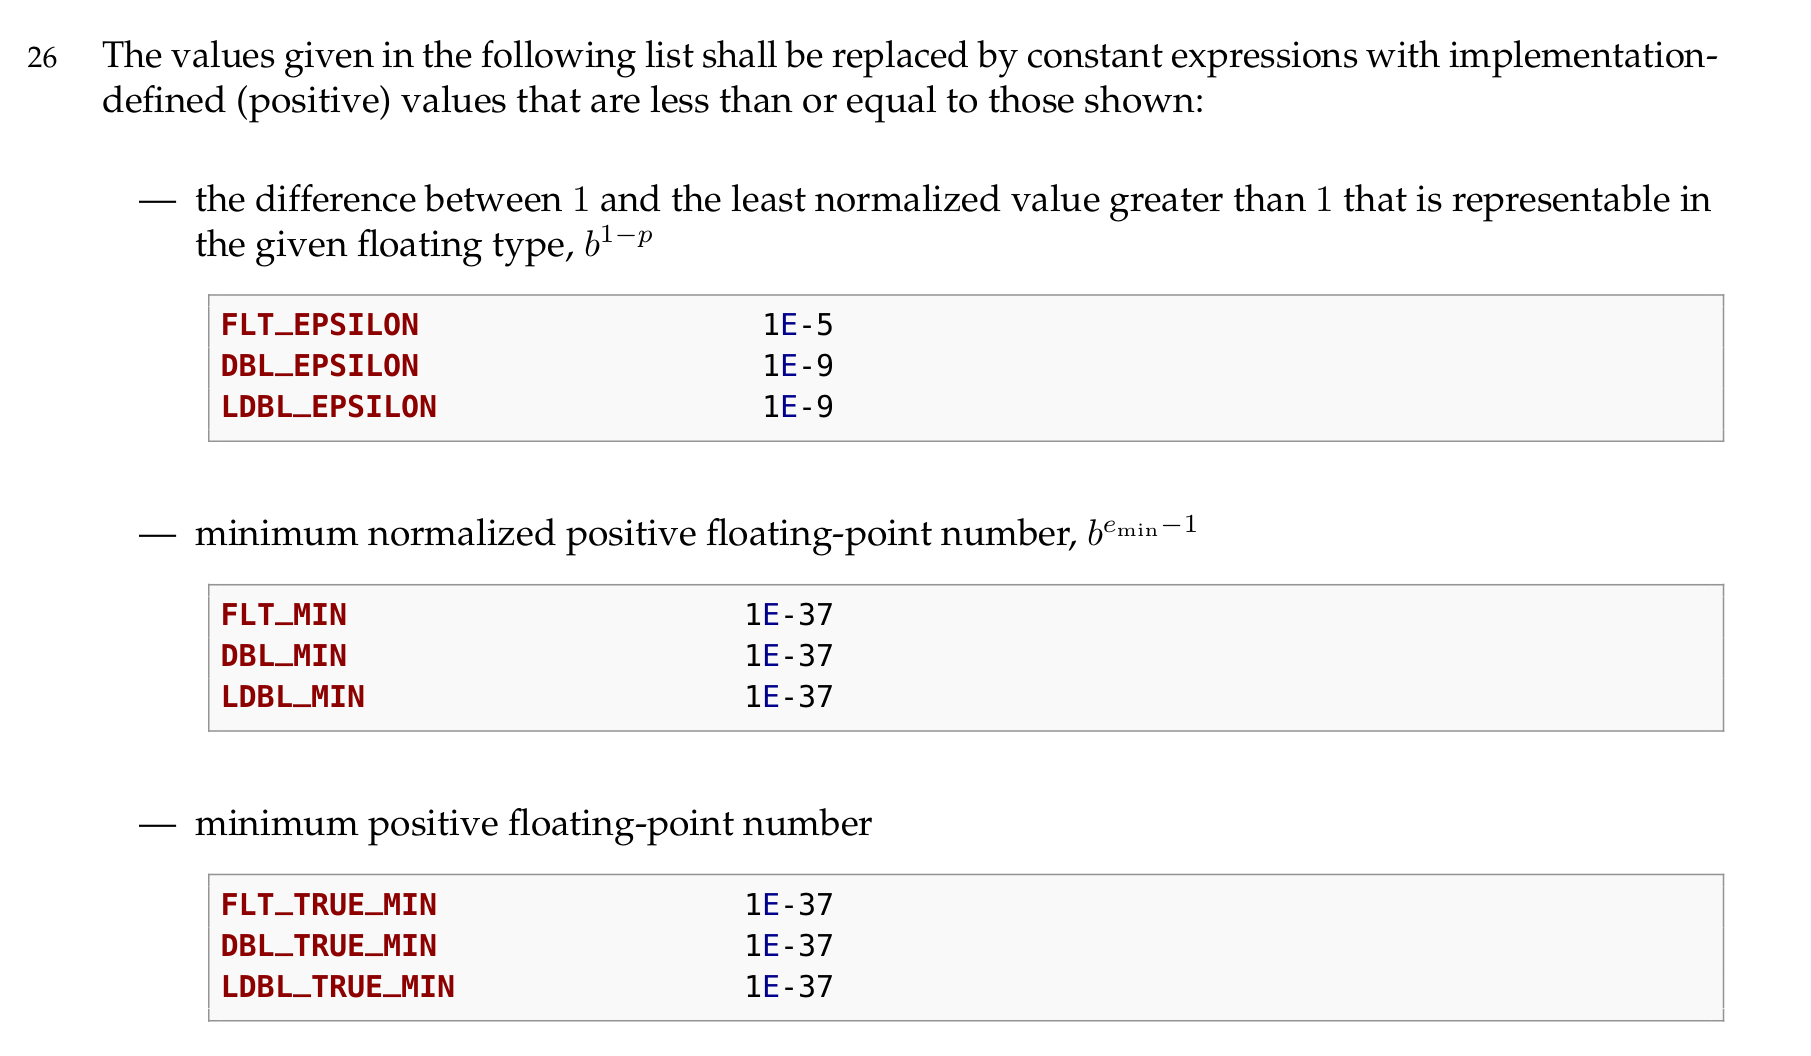 26 The values given in the following list shall be replaced by constant expressions with implementation-
defined (positive) values that are less than or equal to those shown:
— the difference between 1 and the least normalized value greater than 1 that is representable in
the given floating type, b^{1−p}
FLT_EPSILON 1E-5
DBL_EPSILON 1E-9
LDBL_EPSILON 1E-9
— minimum normalized positive floating-point number, b^{e_{min}−1}
FLT_MIN 1E-37
DBL_MIN 1E-37
LDBL_MIN 1E-37
— minimum positive floating-point number
FLT_TRUE_MIN 1E-37
DBL_TRUE_MIN 1E-37
LDBL_TRUE_MIN 1E-37